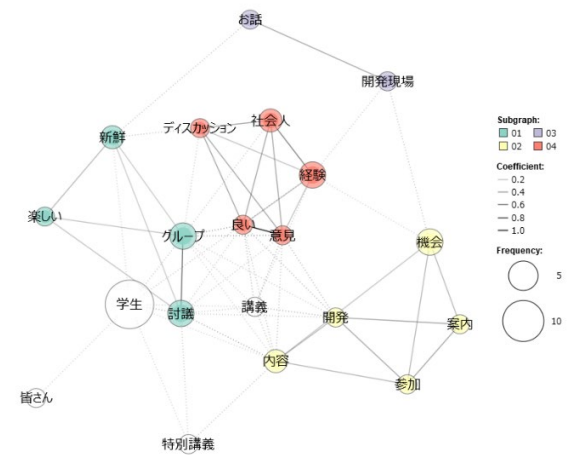 お話
開発現場
ディスカッション
社会人
新鮮
経験
楽しい
グループ
良い
意見
機会
学生
討議
講義
開発
案内
内容
参加
皆さん
特別講義
Subgraph:
01 03
02 04
Coefficient:
0.2
0.4
0.6
0.8
1.0
Frequency:
5
10